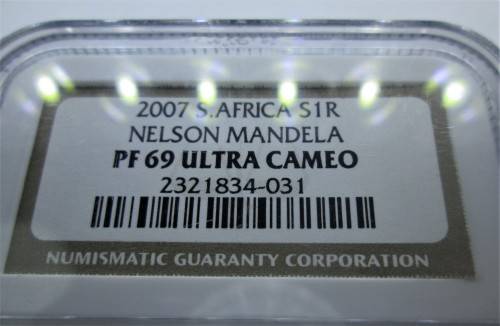 2007 S.AFRICA S1R
NELSON MANDELA
PF 69 ULTRA CAMEO
2321834-031
NUMISMATIC GUARANTY CORPORATION